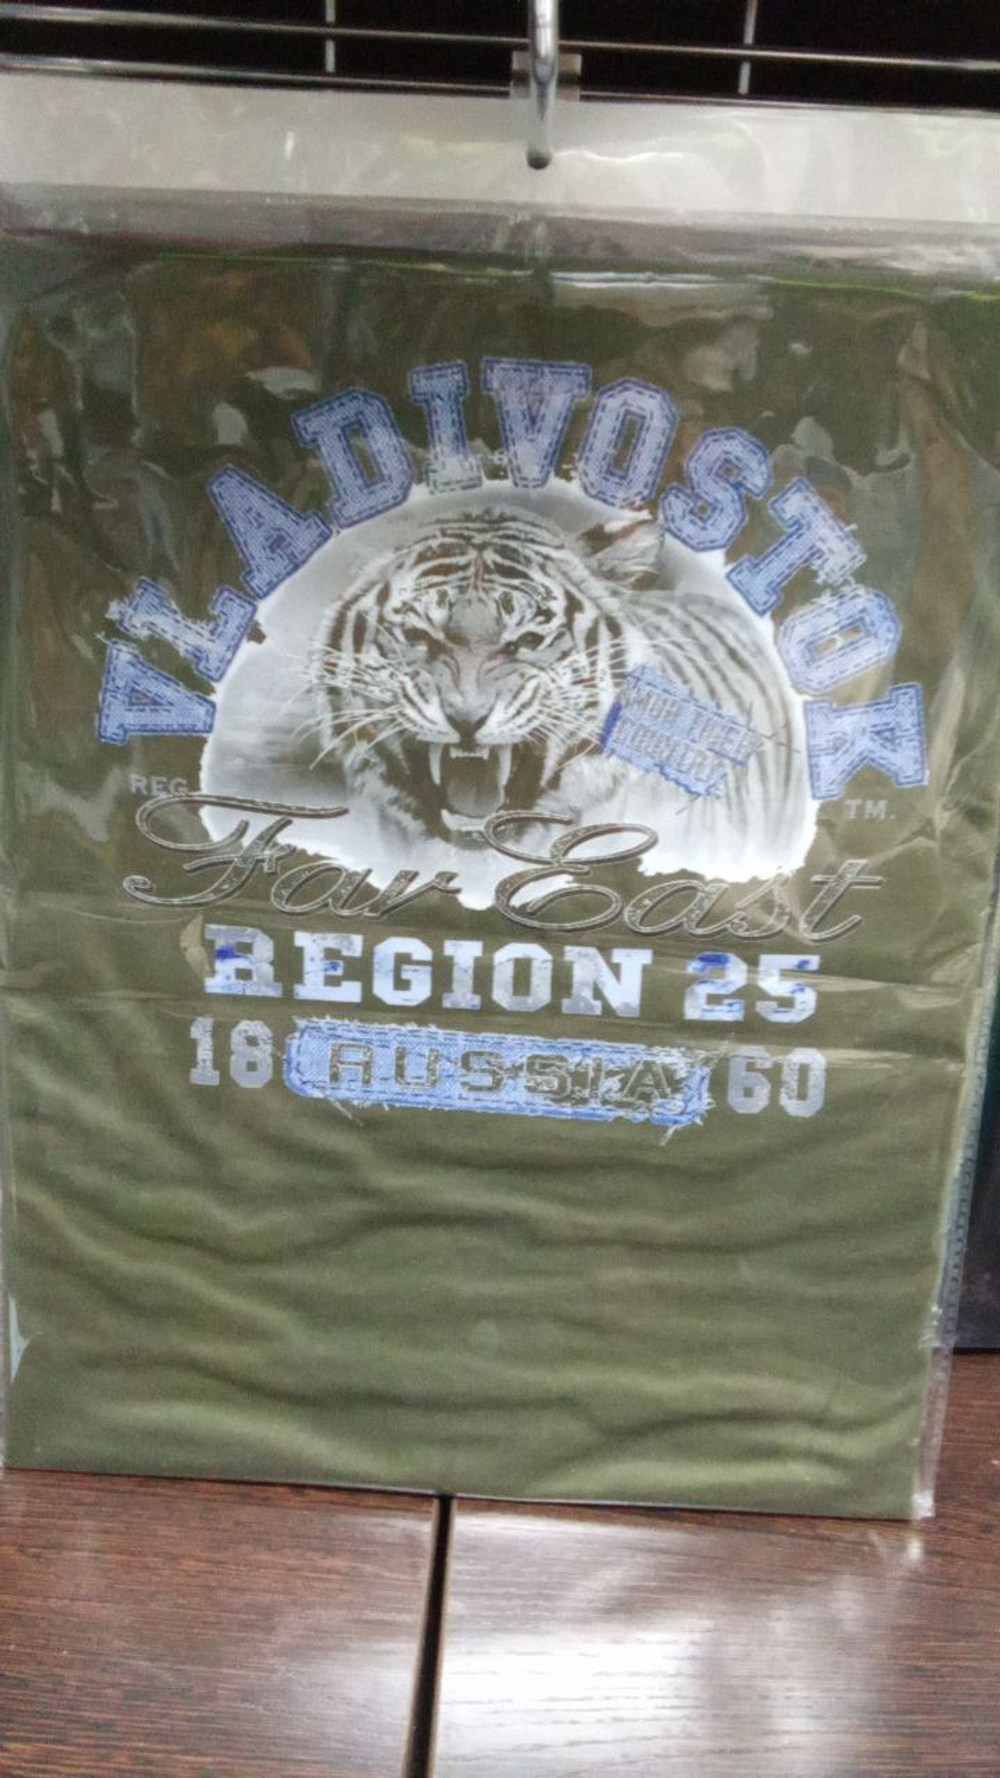 VLADIVOSTOK
REG
TM.
Far East
REGION 25
18 RUSSIA 60